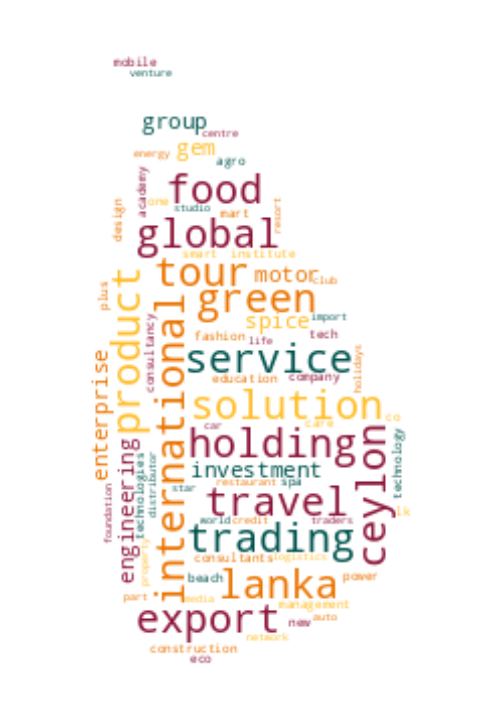 mobile
venture
group
centre
energy
gem
agro
academy
food
one
studio
mart
resort
design
global
smart
institute
tour
motor
club
plus
product
green
import
spice
consultancy
international
fashion
life
tech
service
holidays
enterprise
education
company
solution
co
care
car
holding
ceylon
technology
engineering
technologies
distributor
investment
restaurant
spa
star
travel
lk
foundation
world
credit
traders
trading
property
consultants
logistics
beach
lanka
power
part
media
management
export
new
auto
network
construction
eco